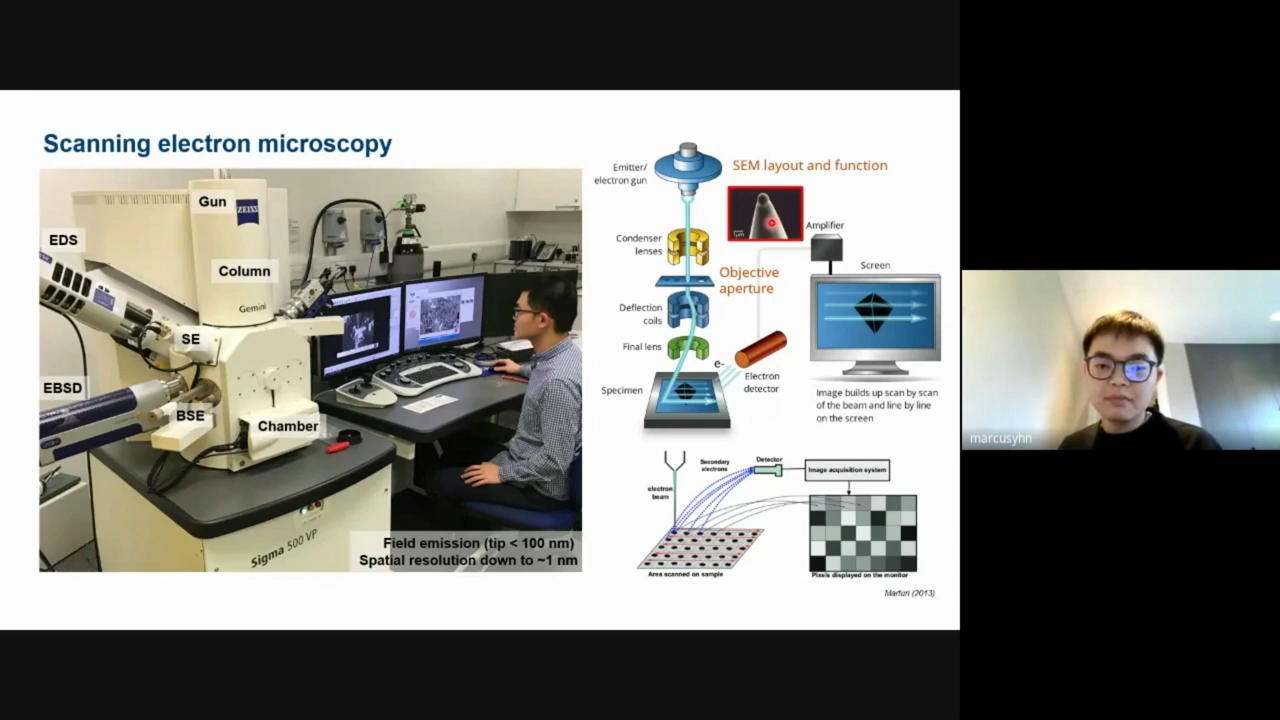 Scanning electron microscopy
Gun
ZEISS
EDS
Column
Gemini
SE
EBSD
BSE
Chamber
Sigma 500 VP
Field emission (tip < 100 nm)
Spatial resolution down to ~1 nm
Emitter/
electron gun
SEM layout and function
1µm
Amplifier
Condenser
lenses
Screen
Objective
aperture
Deflection
coils
Final lens
e-
Electron
detector
Specimen
Image builds up scan by scan
of the beam and line by line
on the screen
Secondary
electrons
Detector
Image acquisition system
electron
beam
Area scanned on sample
Pixels displayed on the monitor
Marturi (2013)
marcusyhn